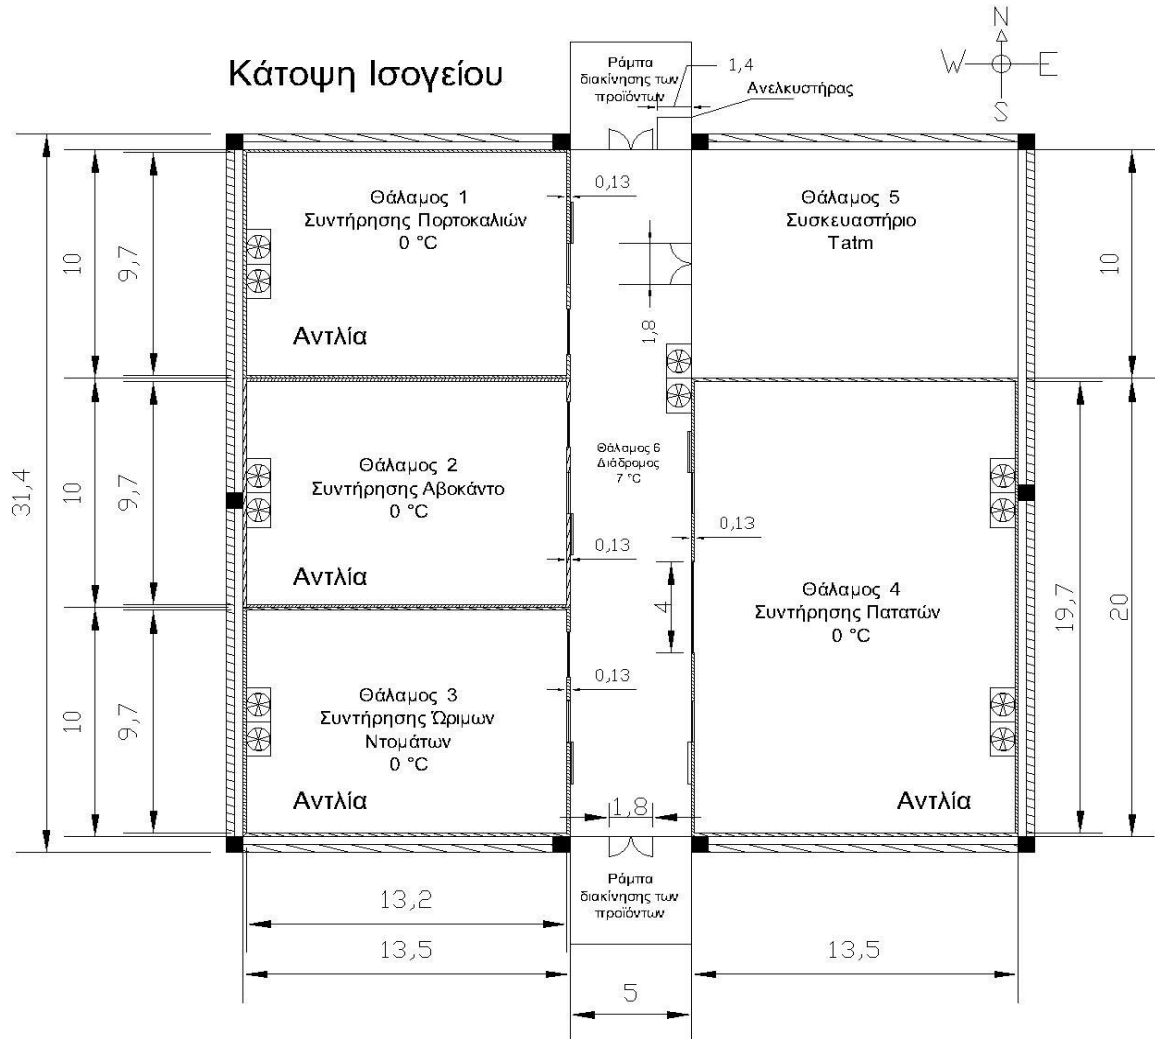 Κάτοψη Ισογείου
Ράμπα
διακίνησης των
προϊόντων
1,4
Ανελκυστήρας
N
W
E
S
Θάλαμος 1
Συντήρησης Πορτοκαλιών
0 °C
Αντλία
0,13
Θάλαμος 5
Συσκευαστήριο
Tatm
10
9,7
10
1,8
Θάλαμος 2
Συντήρησης Αβοκάντο
0 °C
Αντλία
Θάλαμος 6
Διάδρομος
7 °C
0,13
0,13
31,4
10
9,7
4
Θάλαμος 4
Συντήρησης Πατατών
0 °C
Αντλία
19,7
20
0,13
Θάλαμος 3
Συντήρησης Ώριμων
Ντομάτων
0 °C
Αντλία
10
9,7
1,8
Ράμπα
διακίνησης των
προϊόντων
13,2
13,5
5
13,5